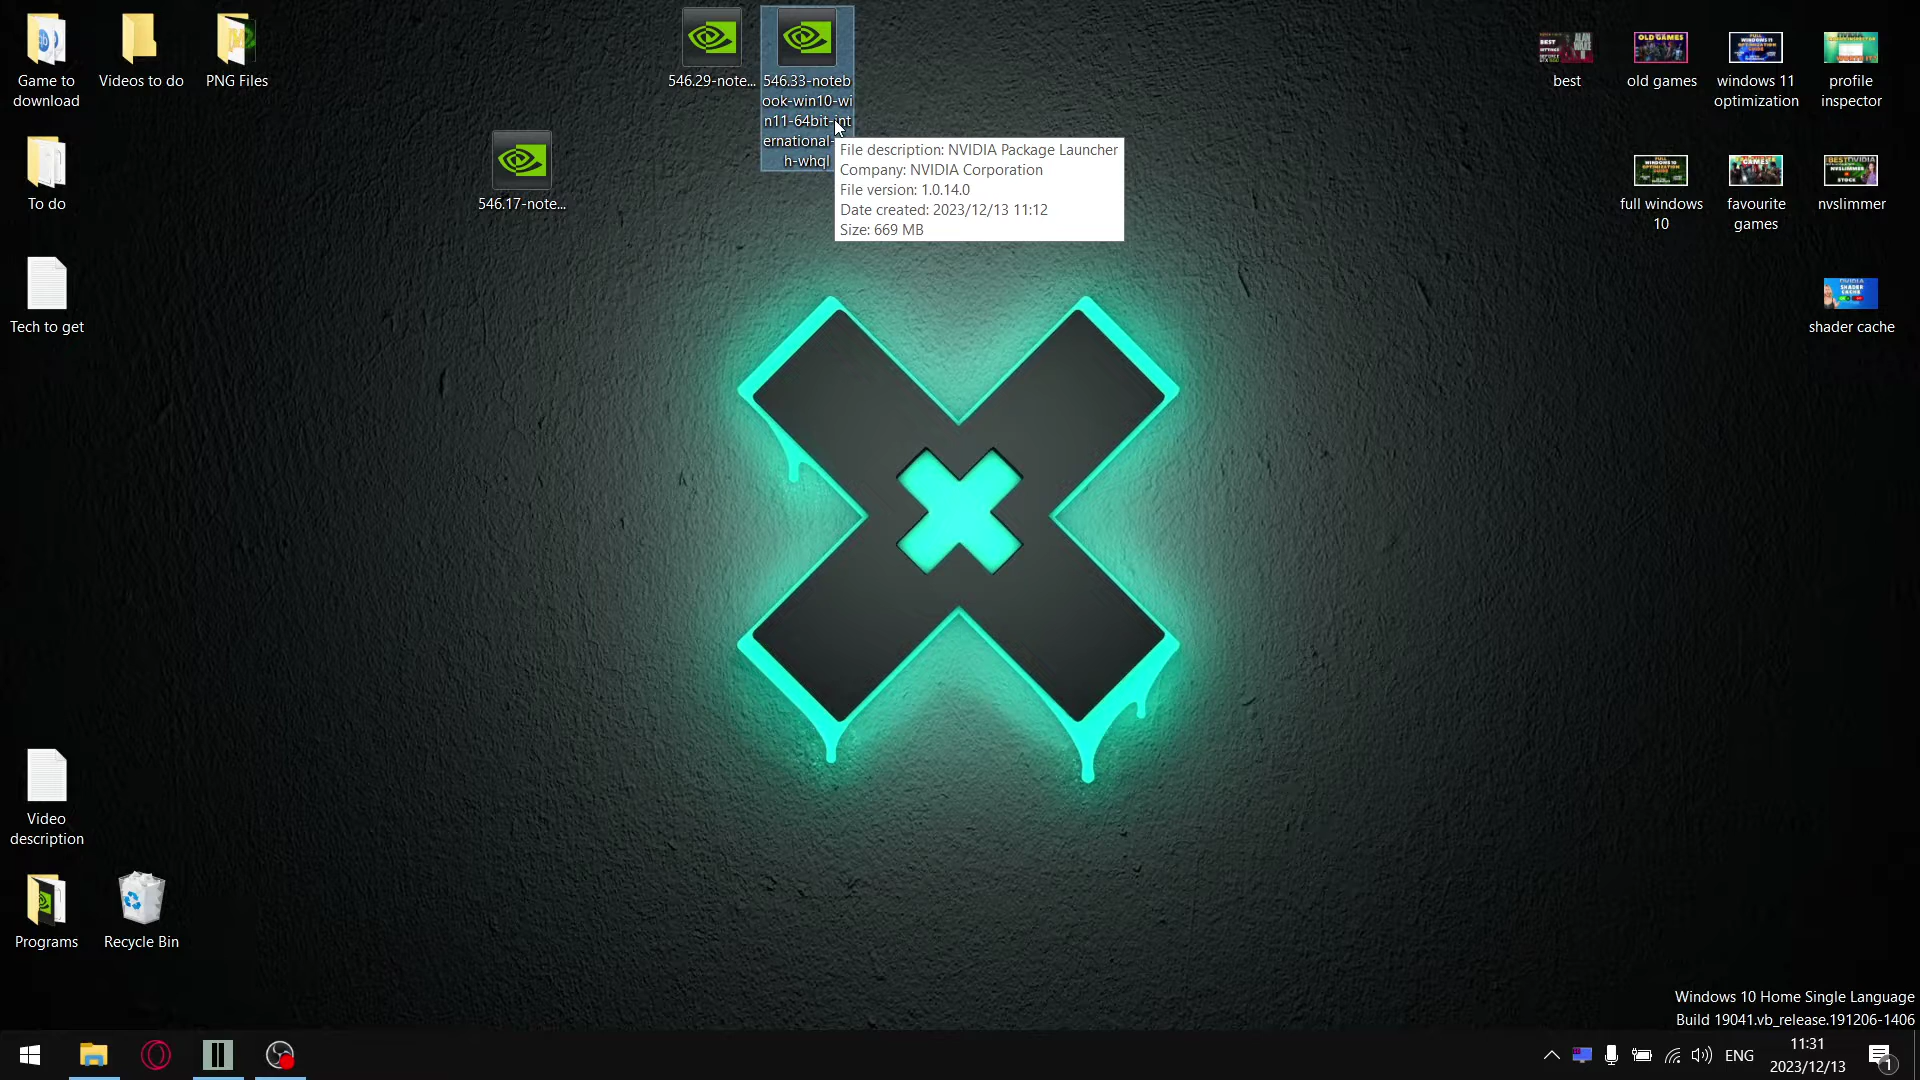 Game to
download
Videos to do
PNG Files
546.29-note...
546.33-noteb
ook-win10-wi
n11-64bit-int
ernational-
h-whql
best
old games
windows 11
optimization
profile
inspector
File description: NVIDIA Package Launcher
Company: NVIDIA Corporation
File version: 1.0.14.0
Date created: 2023/12/13 11:12
Size: 669 MB
To do
546.17-note...
full windows
10
favourite
games
nvslimmer
Tech to get
shader cache
Video
description
Programs
Recycle Bin
Windows 10 Home Single Language
Build 19041.vb_release.191206-1406
ENG
11:31
2023/12/13
1